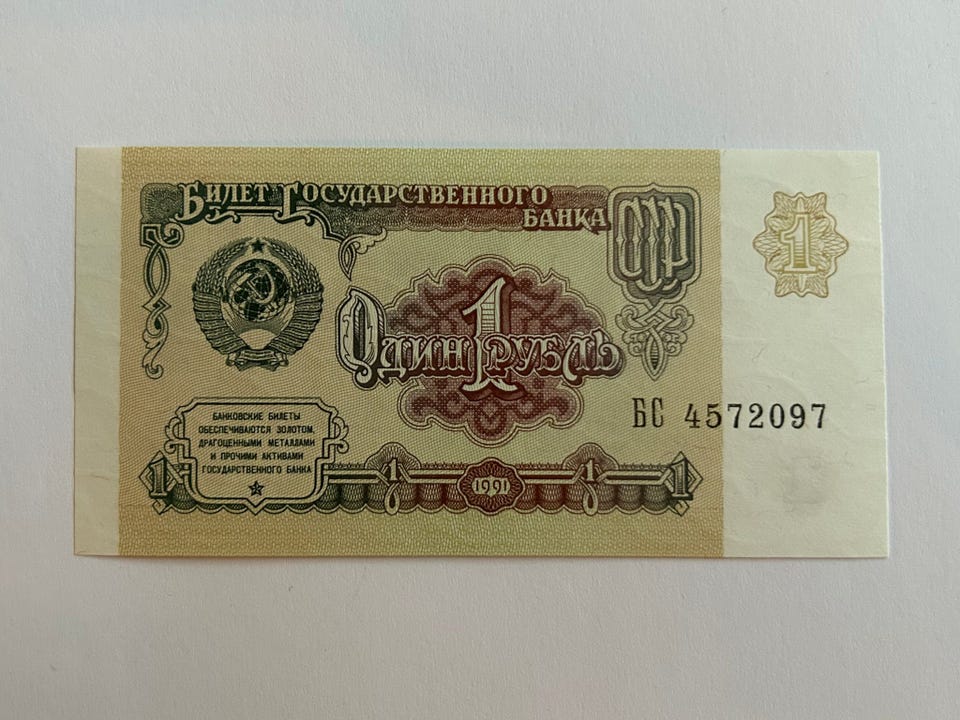 БИЛЕТ ГОСУДАРСТВЕННОГО
БАНКА СССР
1
1
ОДИН РУБЛЬ
БС 4572097
БАНКОВСКИЕ БИЛЕТЫ
ОБЕСПЕЧИВАЮТСЯ ЗОЛОТОМ,
ДРАГОЦЕННЫМИ МЕТАЛЛАМИ
И ПРОЧИМИ АКТИВАМИ
ГОСУДАРСТВЕННОГО БАНКА
1 1 1991 1 1